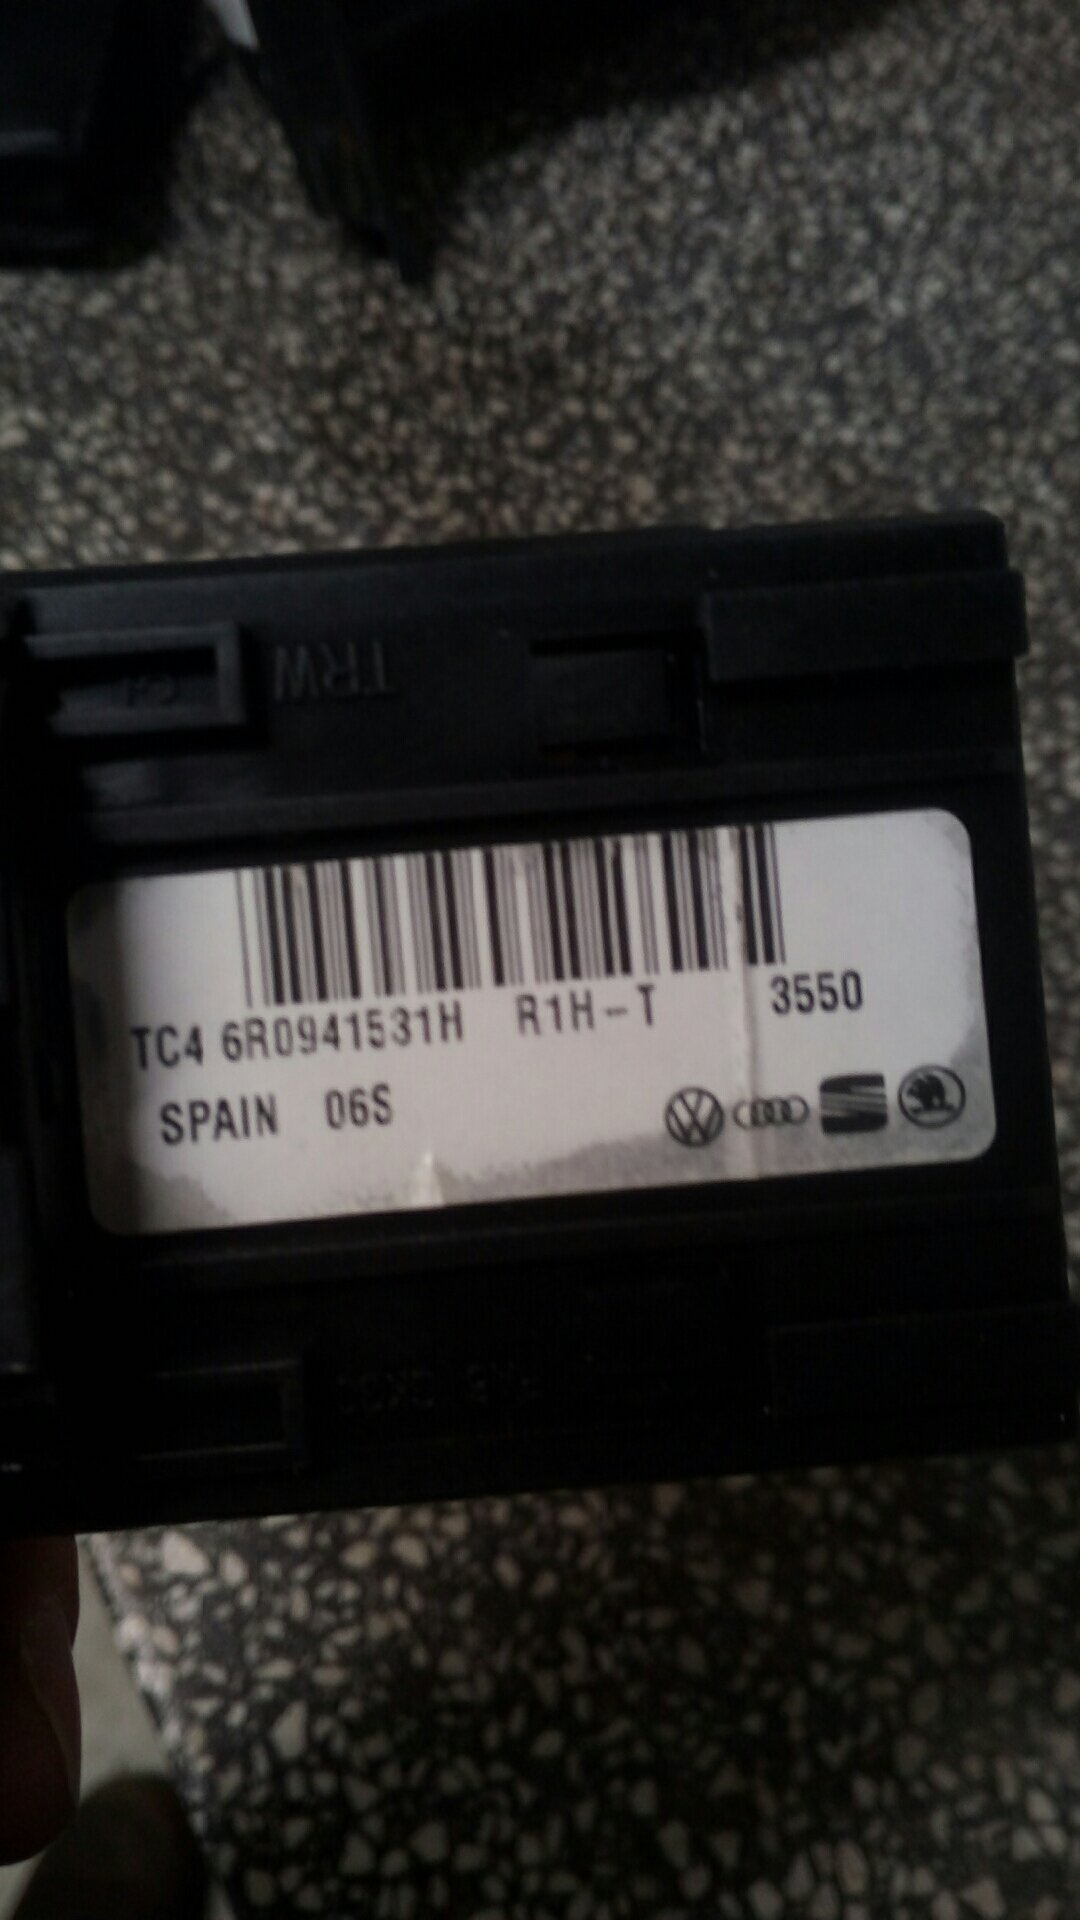 TRW
TC4 6R0941531H R1H-T 3550
SPAIN 06S